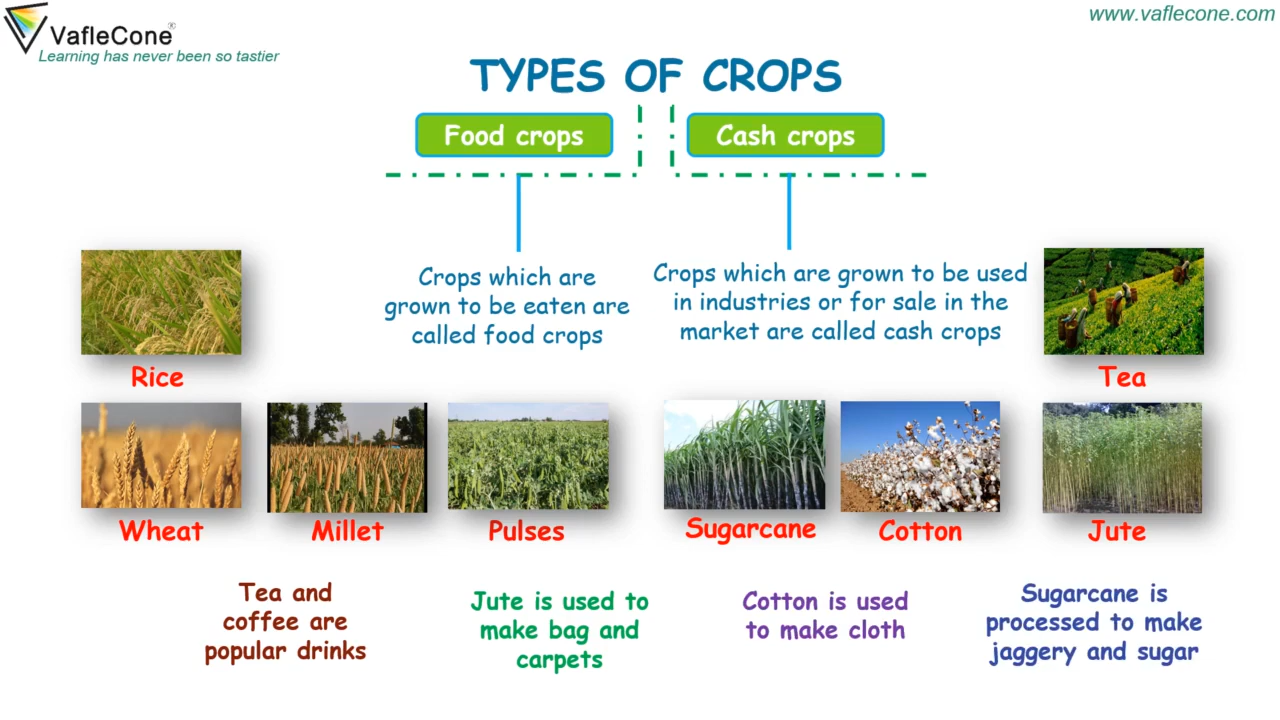 VafleCone®
Learning has never been so tastier
www.vaflecone.com
TYPES OF CROPS
Food crops
Cash crops
Crops which are
grown to be eaten are
called food crops
Crops which are grown to be used
in industries or for sale in the
market are called cash crops
Rice
Tea
Wheat
Millet
Pulses
Sugarcane
Cotton
Jute
Tea and
coffee are
popular drinks
Jute is used to
make bag and
carpets
Cotton is used
to make cloth
Sugarcane is
processed to make
jaggery and sugar